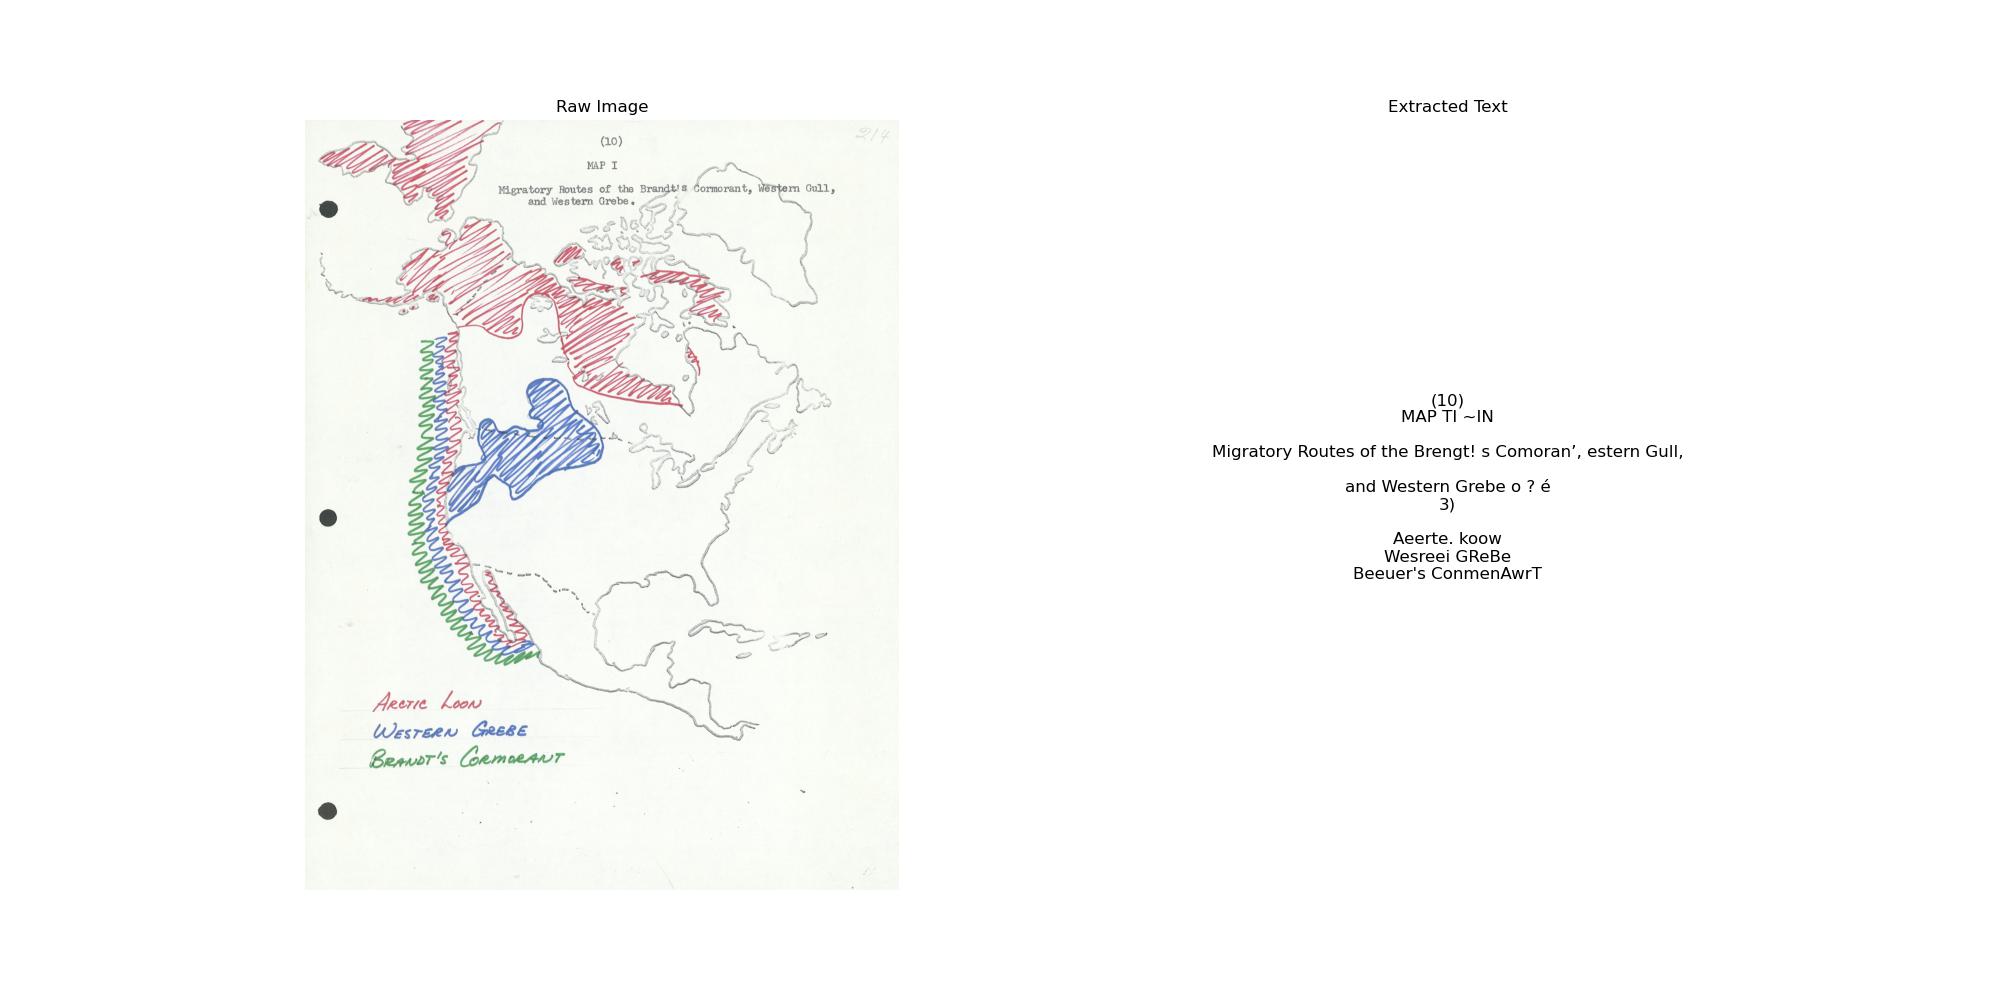 Raw Image
214
(10)
MAP I
Migratory Routes of the Brandt's Cormorant, Western Gull,
and Western Grebe.
ARCTIC LOON
WESTERN GREBE
BRANDT'S CORMORANT
Extracted Text
(10)
MAP TI ~IN
Migratory Routes of the Brengt! s Comoran’, estern Gull,
and Western Grebe o ? é
3)
Aeerte. koow
Wesreei GReBe
Beeuer's ConmenAwrT